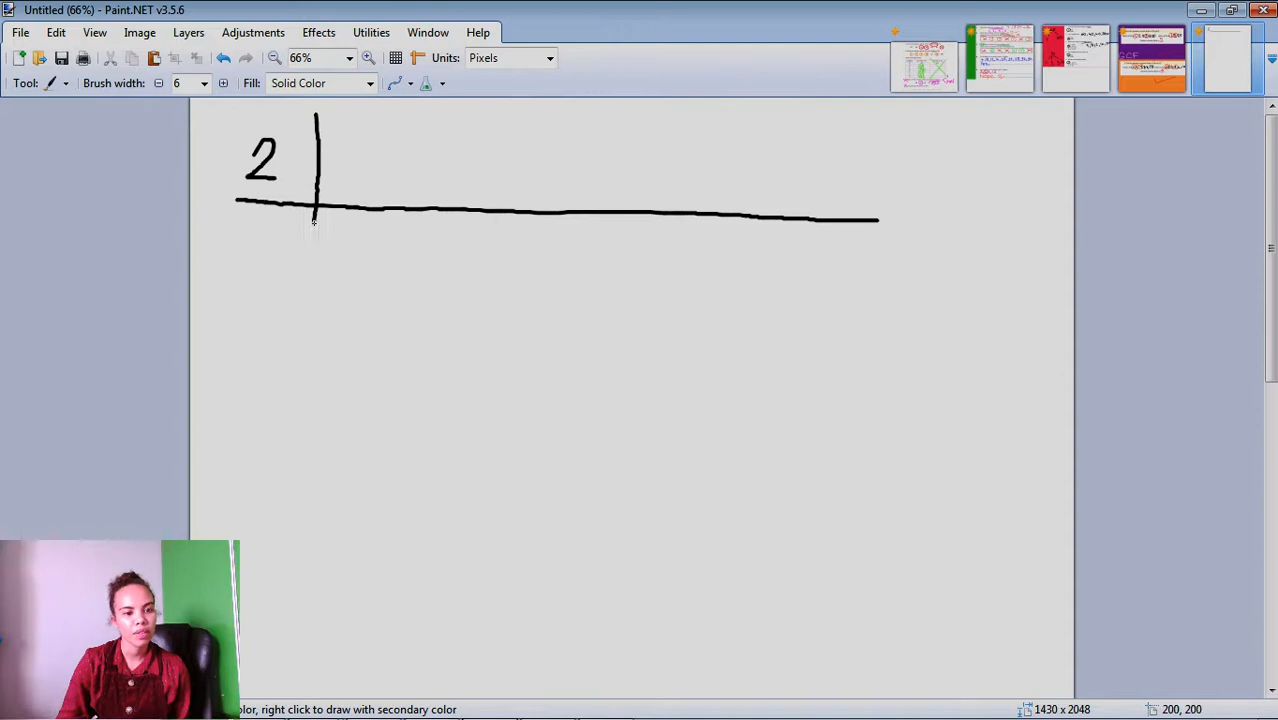 Untitled (66%) - Paint.NET v3.5.6
File Edit View Image Layers Adjustments Effects Utilities Window Help
66% Units: Pixels
Tool: Brush width: 6 Fill: Solid Color
2
olor, right click to draw with secondary color 1430 x 2048 200, 200